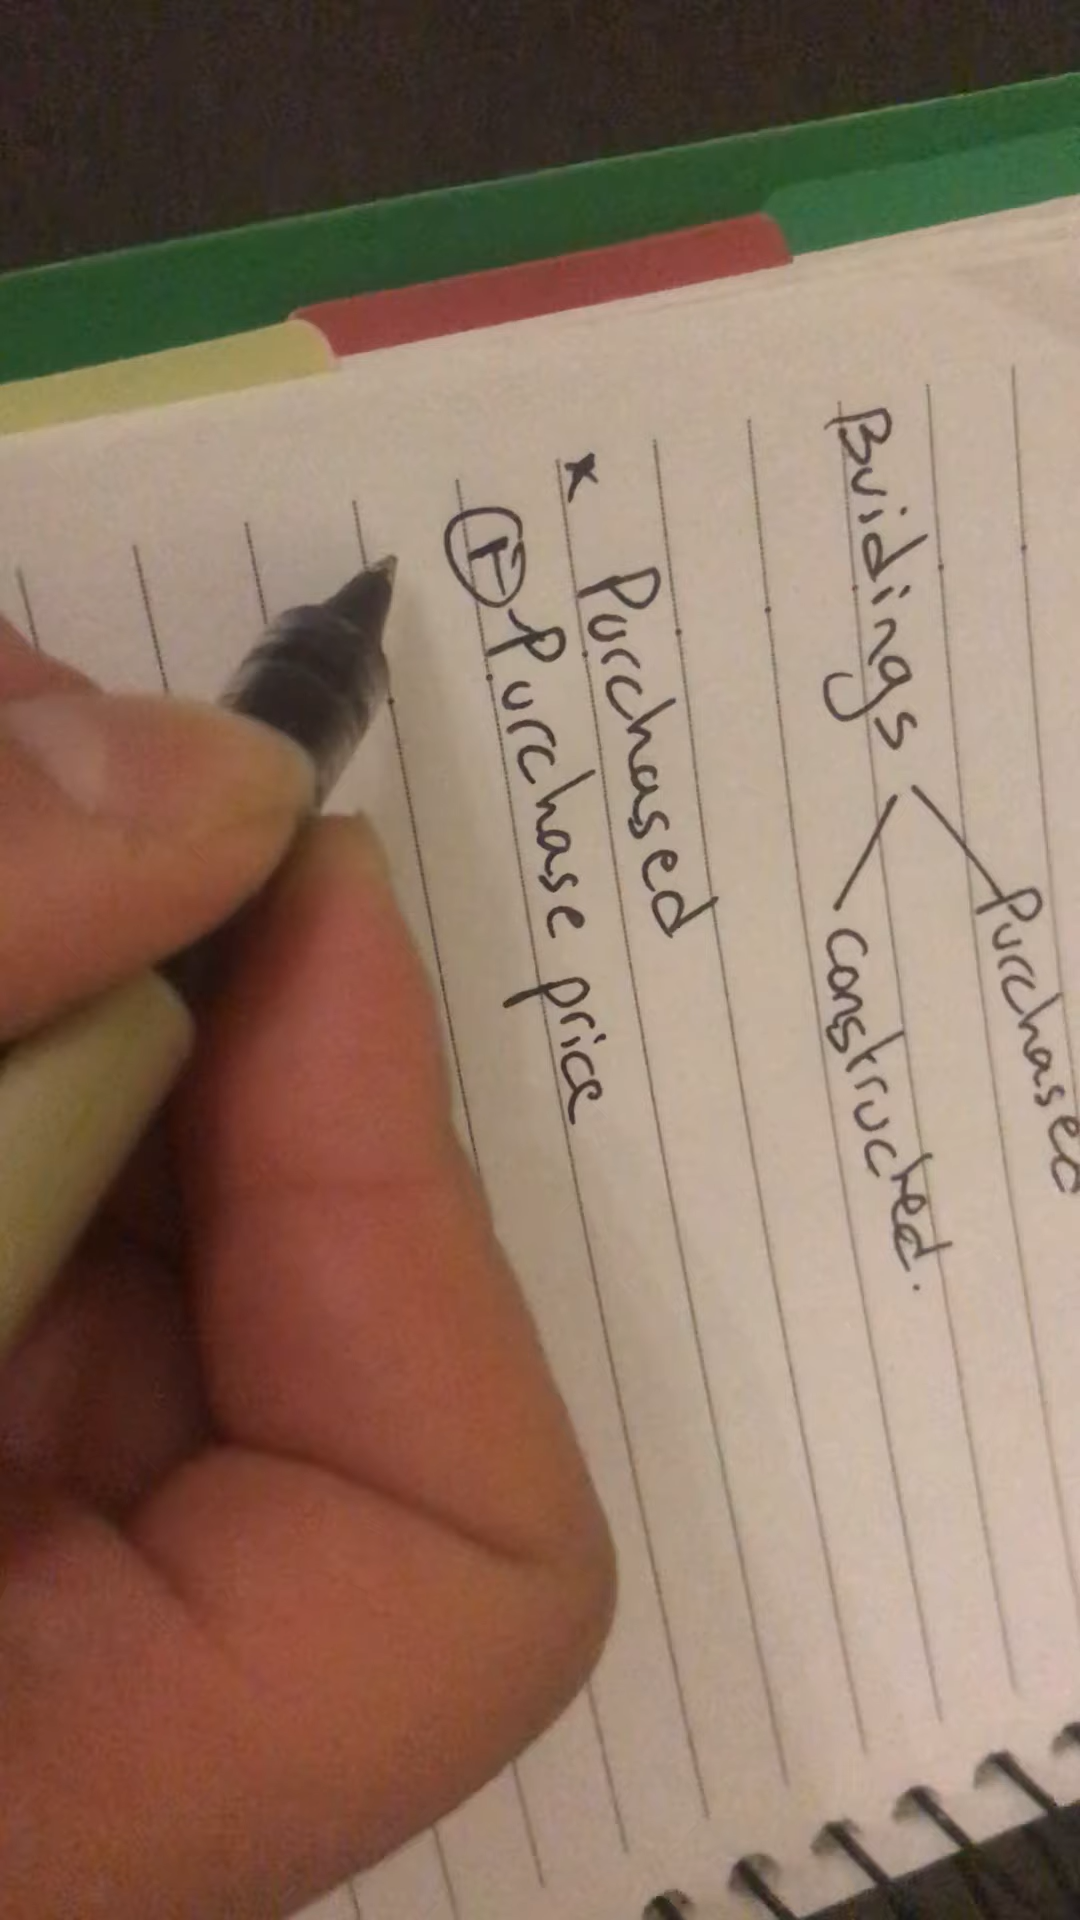 Purchased
Buidings
constructed.
x Purchased
1 Purchase price